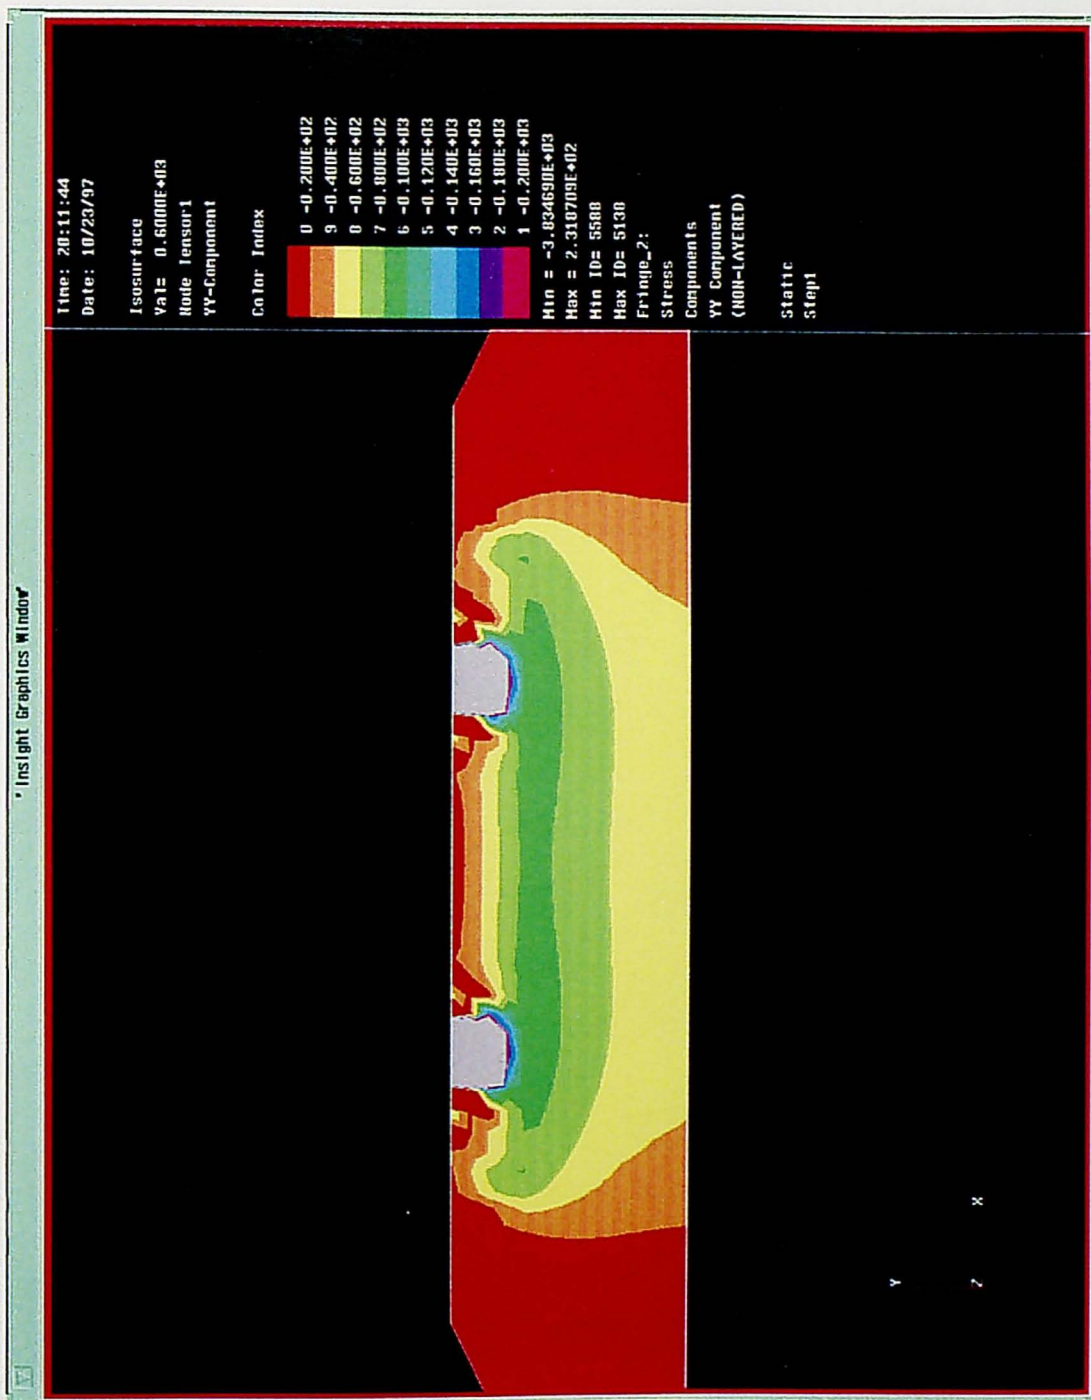 Insight Graphics Window
Time: 20:11:44
Date: 10/23/97
Isosurface
Val= 0.6000E+03
Node Tensor1
YY-Component
Color Index
0 -0.200E+02
9 -0.400E+02
8 -0.600E+02
7 -0.800E+02
6 -0.100E+03
5 -0.120E+03
4 -0.140E+03
3 -0.160E+03
2 -0.180E+03
1 -0.200E+03
Min = -3.834690E+03
Max = 2.310709E+02
Min ID= 5508
Max ID= 5138
Fringe_2:
Stress
Components
YY Component
(NON-LAYERED)
Static
Step1
Y
Z X